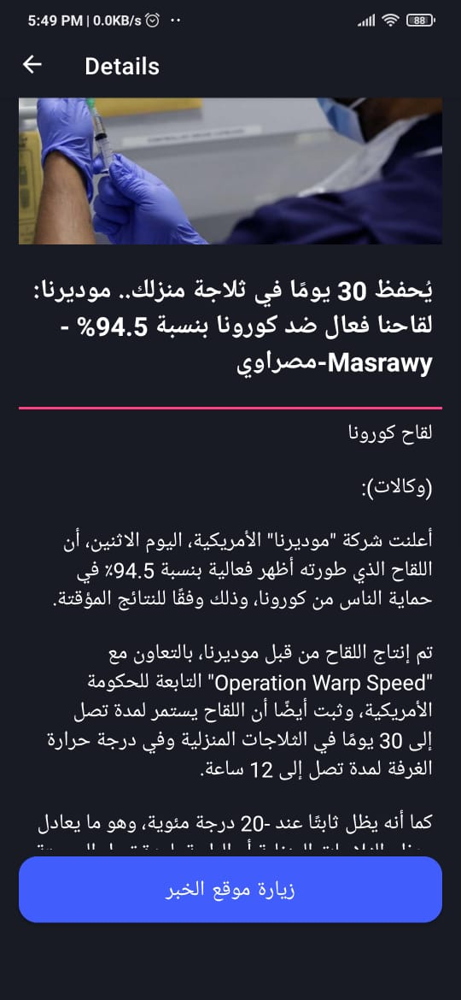 5:49 PM | 0.0KB/s
88
Details
يُحفظ 30 يومًا في ثلاجة منزلك.. موديرنا:
لقاحنا فعال ضد كورونا بنسبة 94.5% -
Masrawy-مصراوي
لقاح كورونا
(وكالات):
أعلنت شركة "موديرنا" الأمريكية، اليوم الاثنين، أن
اللقاح الذي طورته أظهر فعالية بنسبة 94.5٪ في
حماية الناس من كورونا، وذلك وفقًا للنتائج المؤقتة.
تم إنتاج اللقاح من قبل موديرنا، بالتعاون مع
"Operation Warp Speed" التابعة للحكومة
الأمريكية، وثبت أيضًا أن اللقاح يستمر لمدة تصل
إلى 30 يومًا في الثلاجات المنزلية وفي درجة حرارة
الغرفة لمدة تصل إلى 12 ساعة.
كما أنه يظل ثابتًا عند -20 درجة مئوية، وهو ما يعادل
زيارة موقع الخبر